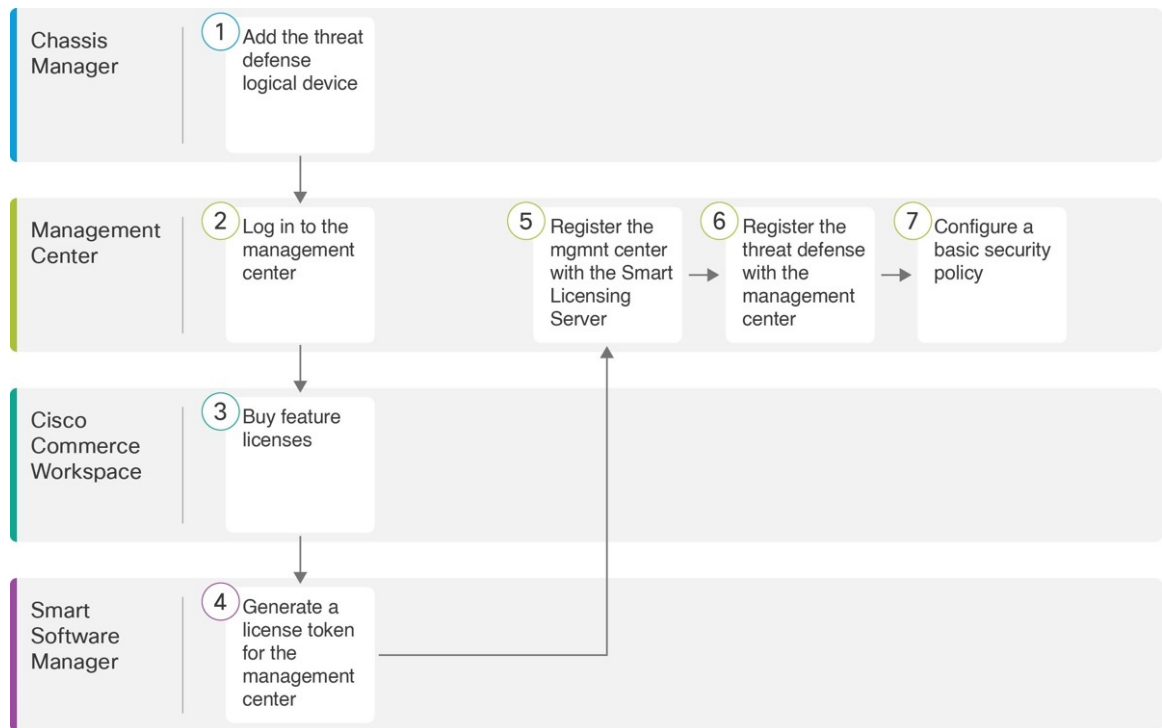 Chassis
Manager
1
Add the threat
defense
logical device
Management
Center
2
Log in to the
management
center
5
Register the
mgmnt center
with the Smart
Licensing
Server
6
Register the
threat defense
with the
management
center
7
Configure a
basic security
policy
Cisco
Commerce
Workspace
3
Buy feature
licenses
Smart
Software
Manager
4
Generate a
license token
for the
management
center